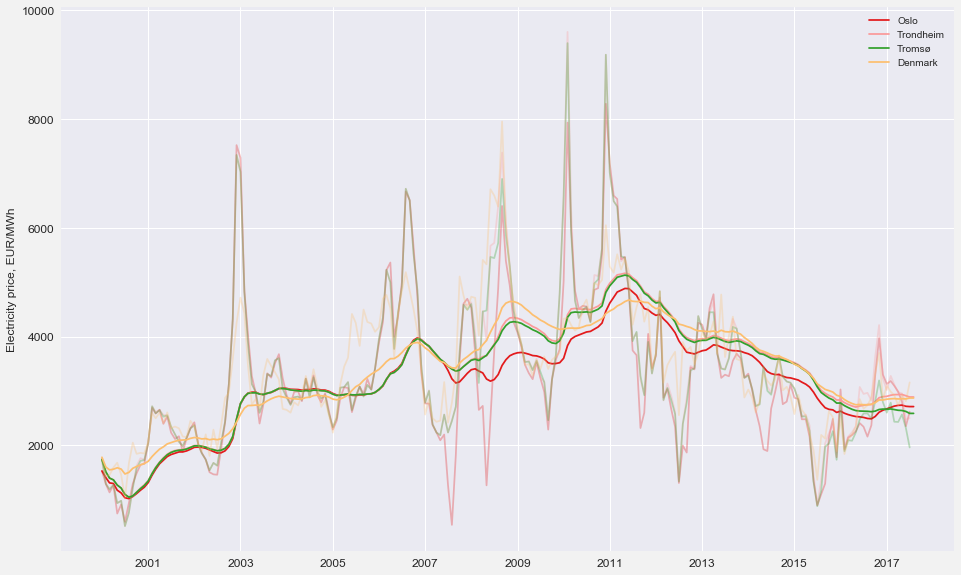 Electricity price, EUR/MWh
10000
8000
6000
4000
2000
2001 2003 2005 2007 2009 2011 2013 2015 2017
Oslo
Trondheim
Tromsø
Denmark